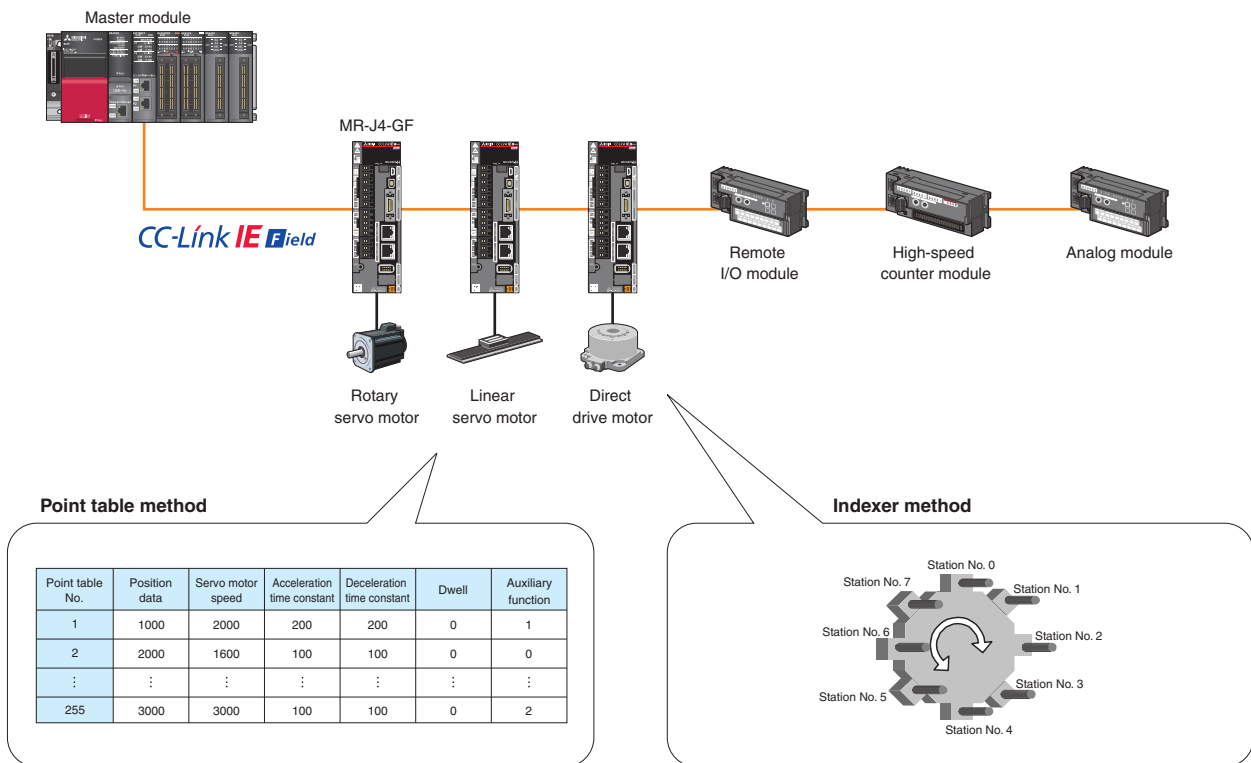 Master module
MR-J4-GF
CC-Link IE Field
Remote
I/O module
High-speed
counter module
Analog module
Rotary
servo motor
Linear
servo motor
Direct
drive motor
Point table method
Point table No. Position data Servo motor speed Acceleration time constant Deceleration time constant Dwell Auxiliary function
1 1000 2000 200 200 0 1
2 2000 1600 100 100 0 0
⋮ ⋮ ⋮ ⋮ ⋮ ⋮ ⋮
255 3000 3000 100 100 0 2
Indexer method
Station No. 0
Station No. 7
Station No. 1
Station No. 6
Station No. 2
Station No. 5
Station No. 3
Station No. 4